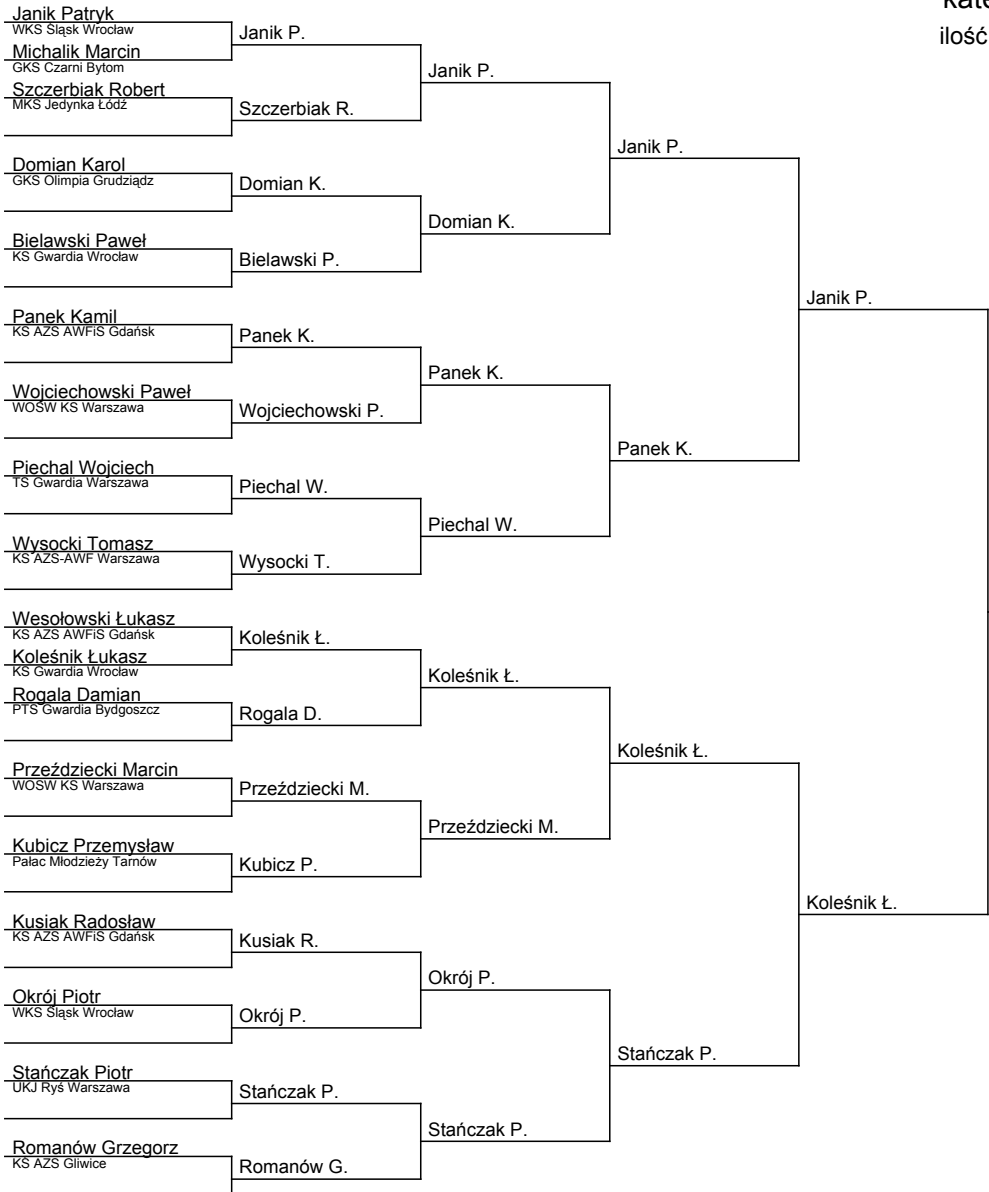 kate
ilość
Janik Patryk
WKS Śląsk Wrocław
Michalik Marcin
GKS Czarni Bytom
Szczerbiak Robert
MKS Jedynka Łódź
Domian Karol
GKS Olimpia Grudziądz
Bielawski Paweł
KS Gwardia Wrocław
Panek Kamil
KS AZS AWFiS Gdańsk
Wojciechowski Paweł
WOSW KS Warszawa
Piechal Wojciech
TS Gwardia Warszawa
Wysocki Tomasz
KS AZS-AWF Warszawa
Wesołowski Łukasz
KS AZS AWFiS Gdańsk
Koleśnik Łukasz
KS Gwardia Wrocław
Rogala Damian
PTS Gwardia Bydgoszcz
Przeździecki Marcin
WOSW KS Warszawa
Kubicz Przemysław
Pałac Młodzieży Tarnów
Kusiak Radosław
KS AZS AWFiS Gdańsk
Okrój Piotr
WKS Śląsk Wrocław
Stańczak Piotr
UKJ Ryś Warszawa
Romanów Grzegorz
KS AZS Gliwice
Janik P.
Szczerbiak R.
Domian K.
Bielawski P.
Panek K.
Wojciechowski P.
Piechal W.
Wysocki T.
Koleśnik Ł.
Rogala D.
Przeździecki M.
Kubicz P.
Kusiak R.
Okrój P.
Stańczak P.
Romanów G.
Janik P.
Domian K.
Panek K.
Piechal W.
Koleśnik Ł.
Przeździecki M.
Okrój P.
Stańczak P.
Janik P.
Panek K.
Koleśnik Ł.
Stańczak P.
Janik P.
Koleśnik Ł.